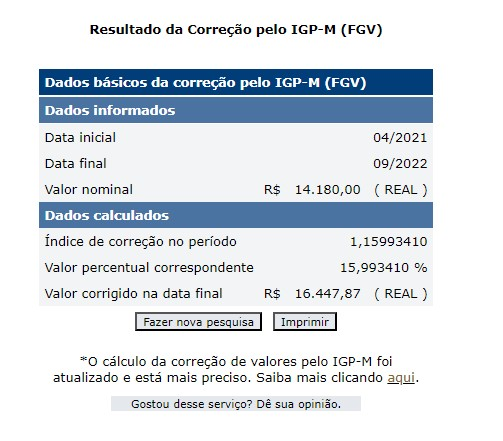 Resultado da Correção pelo IGP-M (FGV)
Dados básicos da correção pelo IGP-M (FGV)
Dados informados
Data inicial 04/2021
Data final 09/2022
Valor nominal R$ 14.180,00 ( REAL )
Dados calculados
Índice de correção no período 1,15993410
Valor percentual correspondente 15,993410 %
Valor corrigido na data final R$ 16.447,87 ( REAL )
Fazer nova pesquisa Imprimir
*O cálculo da correção de valores pelo IGP-M foi
atualizado e está mais preciso. Saiba mais clicando aqui.
Gostou desse serviço? Dê sua opinião.